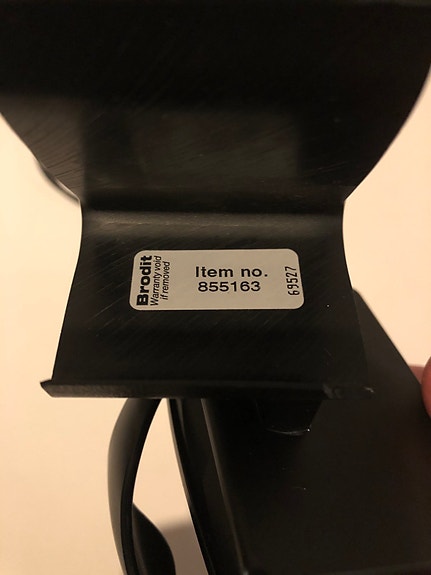 Brodit
Warranty void
if removed
Item no.
855163
69527